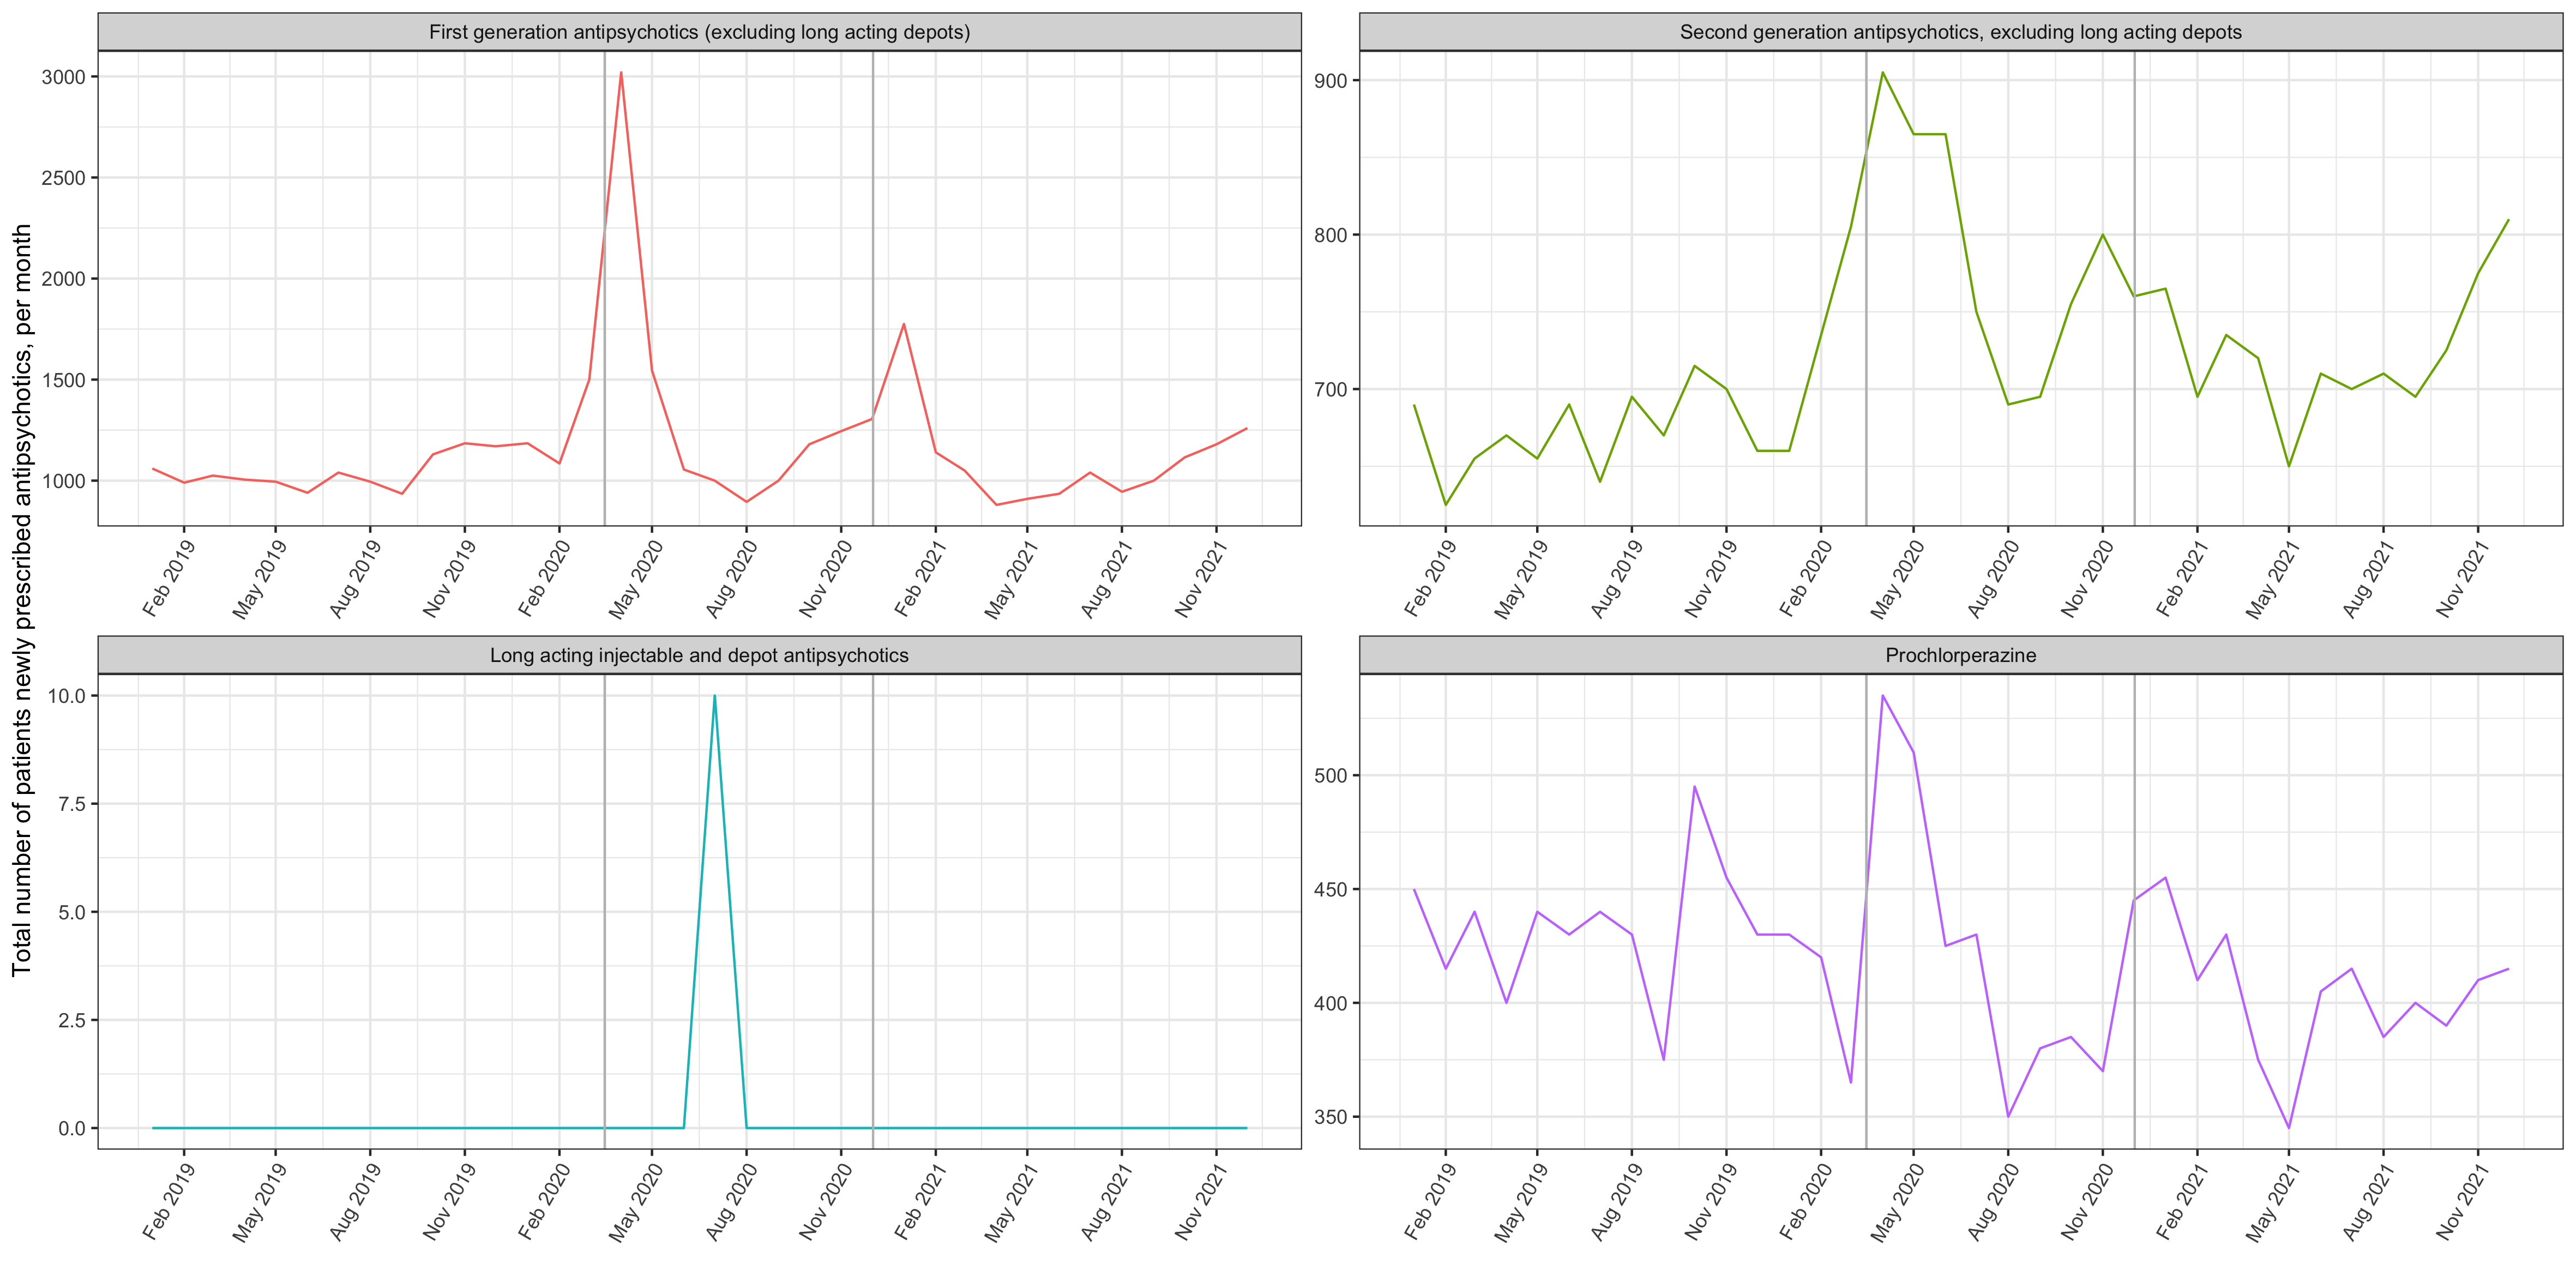 Total number of patients newly prescribed antipsychotics, per month
First generation antipsychotics (excluding long acting depots)
3000
2500
2000
1500
1000
Feb 2019
May 2019
Aug 2019
Nov 2019
Feb 2020
May 2020
Aug 2020
Nov 2020
Feb 2021
May 2021
Aug 2021
Nov 2021
Second generation antipsychotics, excluding long acting depots
900
800
700
Feb 2019
May 2019
Aug 2019
Nov 2019
Feb 2020
May 2020
Aug 2020
Nov 2020
Feb 2021
May 2021
Aug 2021
Nov 2021
Long acting injectable and depot antipsychotics
10.0
7.5
5.0
2.5
0.0
Feb 2019
May 2019
Aug 2019
Nov 2019
Feb 2020
May 2020
Aug 2020
Nov 2020
Feb 2021
May 2021
Aug 2021
Nov 2021
Prochlorperazine
500
450
400
350
Feb 2019
May 2019
Aug 2019
Nov 2019
Feb 2020
May 2020
Aug 2020
Nov 2020
Feb 2021
May 2021
Aug 2021
Nov 2021